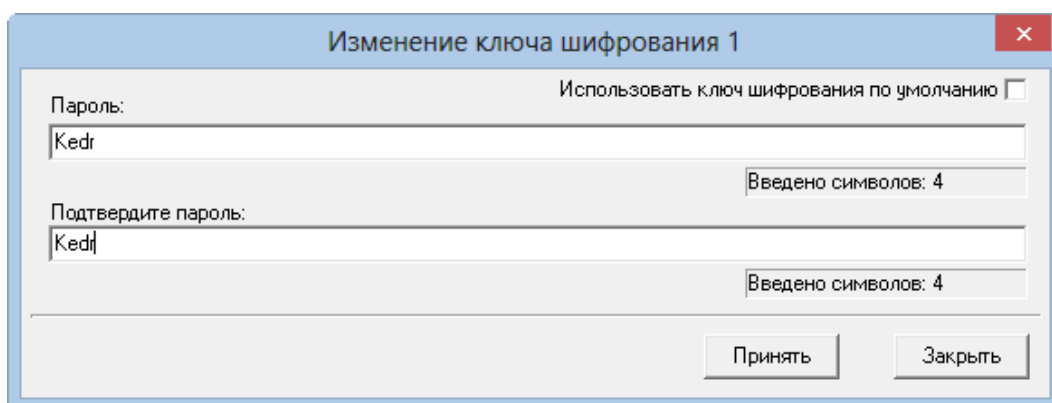 Изменение ключа шифрования 1
Использовать ключ шифрования по умолчанию
Пароль:
Kedr
Введено символов: 4
Подтвердите пароль:
Kedr
Введено символов: 4
Принять Закрыть